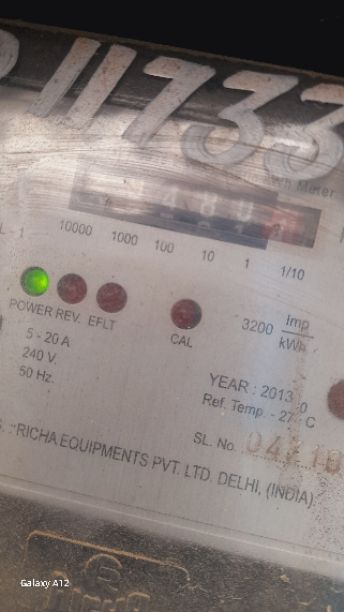 11733
Meter
10000 1000 100 10 1 1/10
POWER REV. EFLT
CAL
3200 Imp
kWh
5 - 20 A
240 V.
50 Hz.
YEAR : 2013
Ref. Temp. - 27 C
SL. No.
RICHA EQUIPMENTS PVT. LTD. DELHI, (INDIA)
Galaxy A12